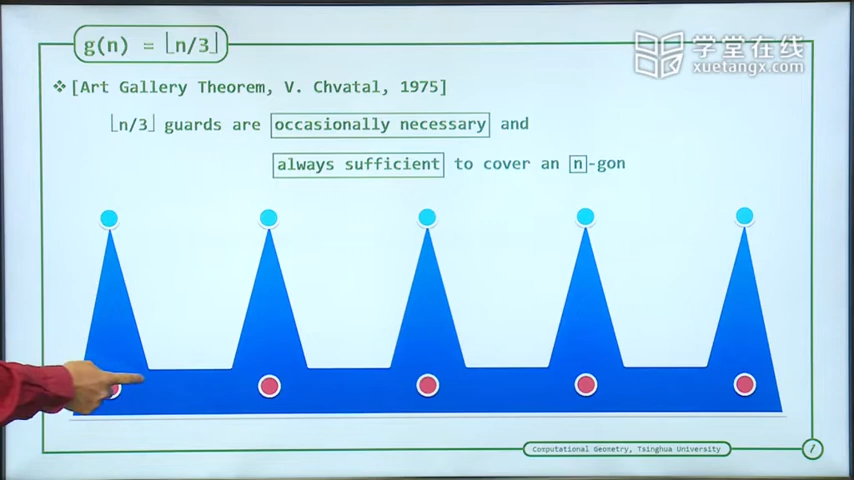 g(n) = ⌊n/3⌋
学堂在线
xuetangx.com
❖[Art Gallery Theorem, V. Chvatal, 1975]
⌊n/3⌋ guards are occasionally necessary and
always sufficient to cover an n-gon
Computational Geometry, Tsinghua University